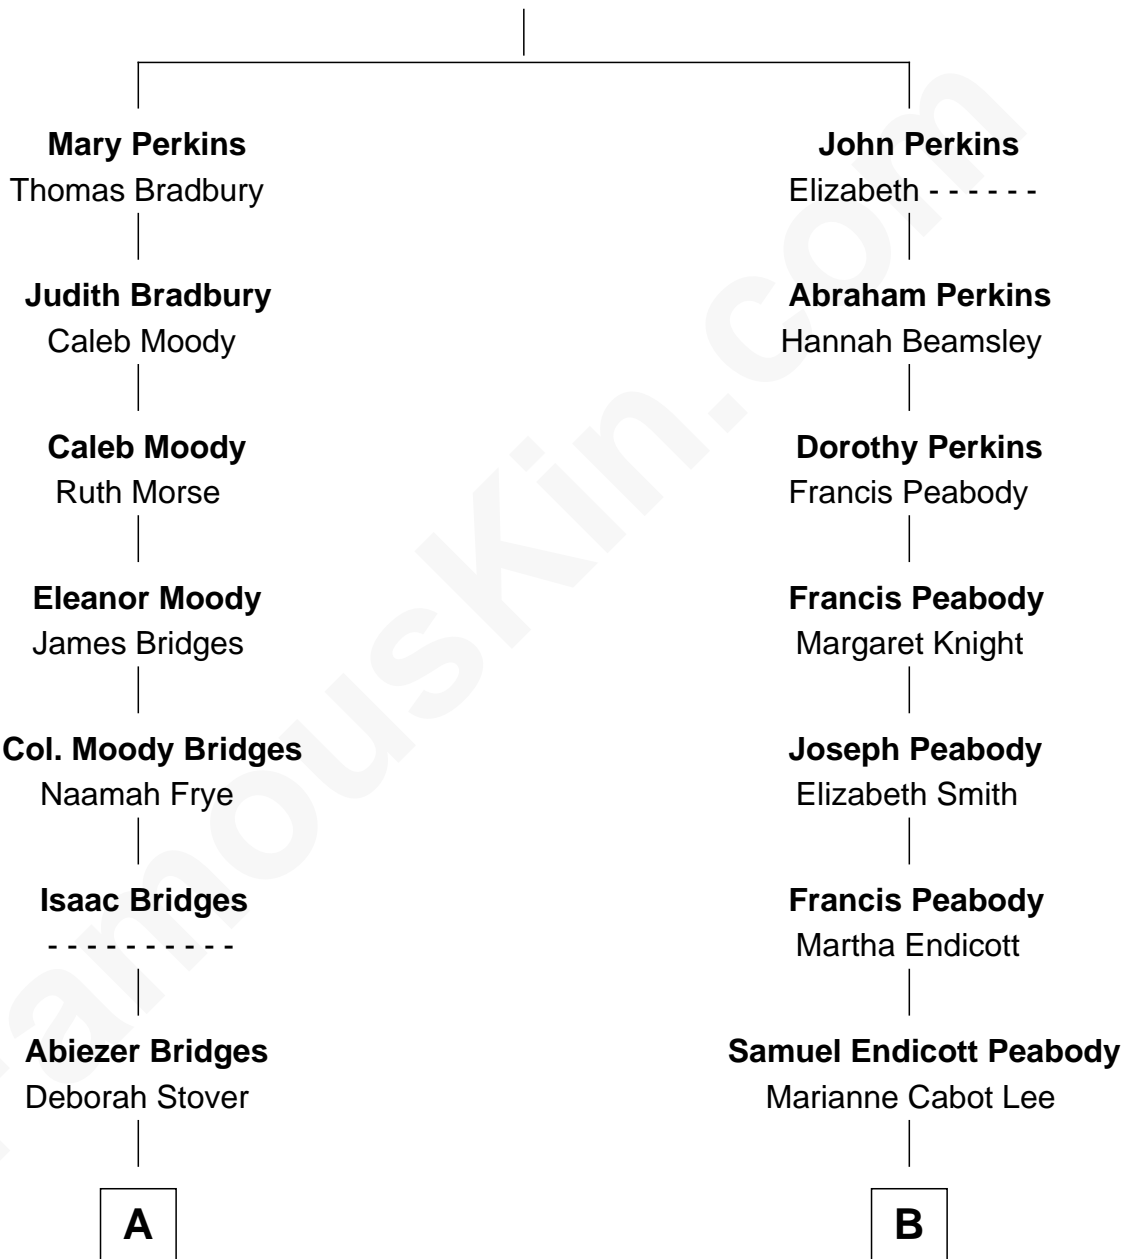 Mary Perkins
Thomas Bradbury
John Perkins
Elizabeth - - - - - -
Judith Bradbury
Caleb Moody
Abraham Perkins
Hannah Beamsley
Caleb Moody
Ruth Morse
Dorothy Perkins
Francis Peabody
Eleanor Moody
James Bridges
Francis Peabody
Margaret Knight
Col. Moody Bridges
Naamah Frye
Joseph Peabody
Elizabeth Smith
Isaac Bridges
- - - - - - - - - -
Francis Peabody
Martha Endicott
Abiezer Bridges
Deborah Stover
Samuel Endicott Peabody
Marianne Cabot Lee
A
B
FamousKin.com